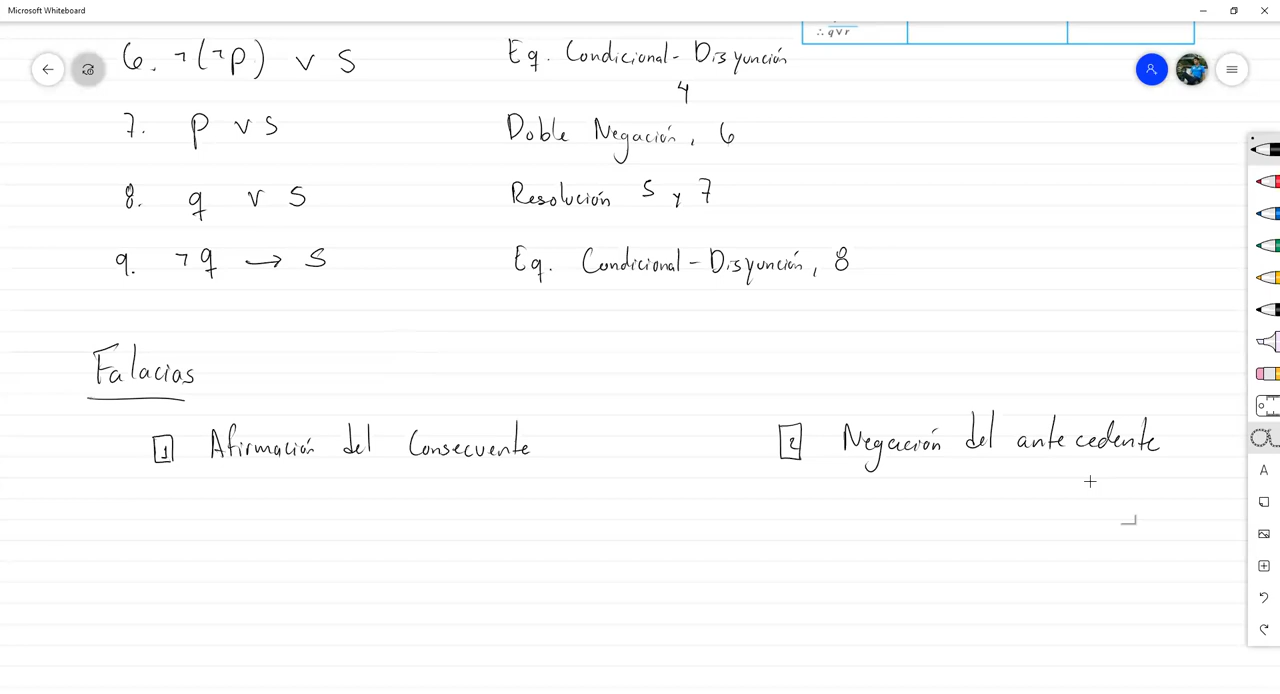 Microsoft Whiteboard
∴ q∨r
6. ¬(¬p) ∨ S Eq. Condicional - Disyunción
4
7. p ∨ S Doble Negación, 6
8. q ∨ S Resolución 5 y 7
9. ¬q → S Eq. Condicional - Disyunción, 8
Falacias
1 Afirmación del Consecuente 2 Negación del antecedente
A